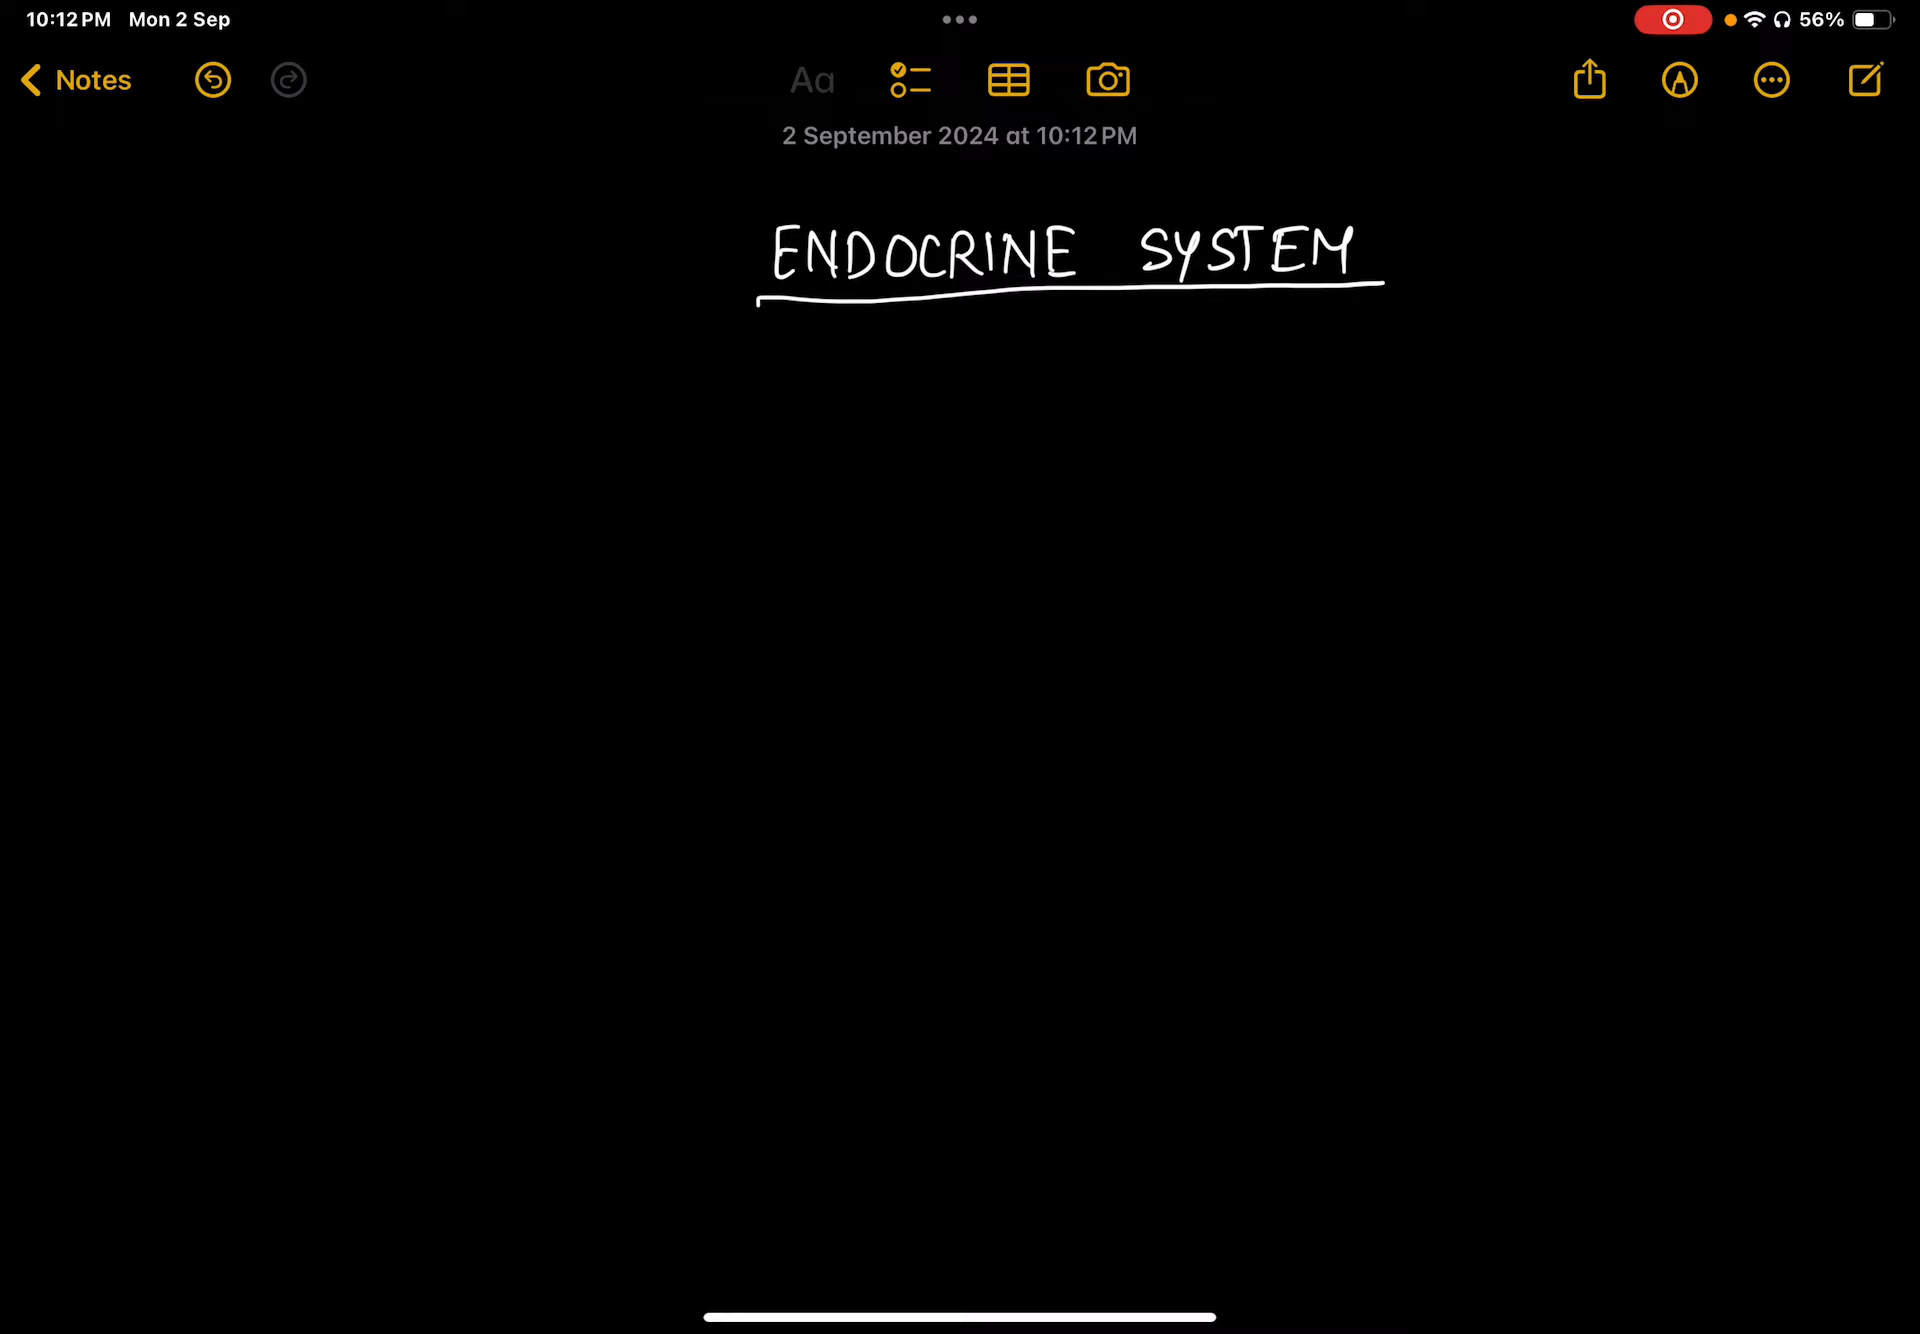 10:12 PM Mon 2 Sep
56%
Notes
Aa
2 September 2024 at 10:12 PM
ENDOCRINE SYSTEM